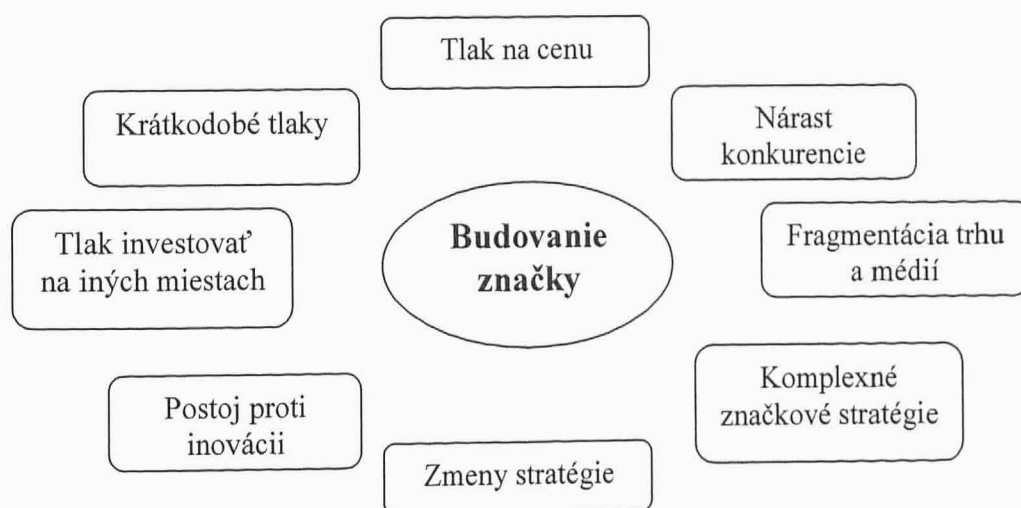 Tlak na cenu
Krátkodobé tlaky
Nárast
konkurencie
Tlak investovať
na iných miestach
Budovanie
značky
Fragmentácia trhu
a médií
Postoj proti
inovácii
Komplexné
značkové stratégie
Zmeny stratégie